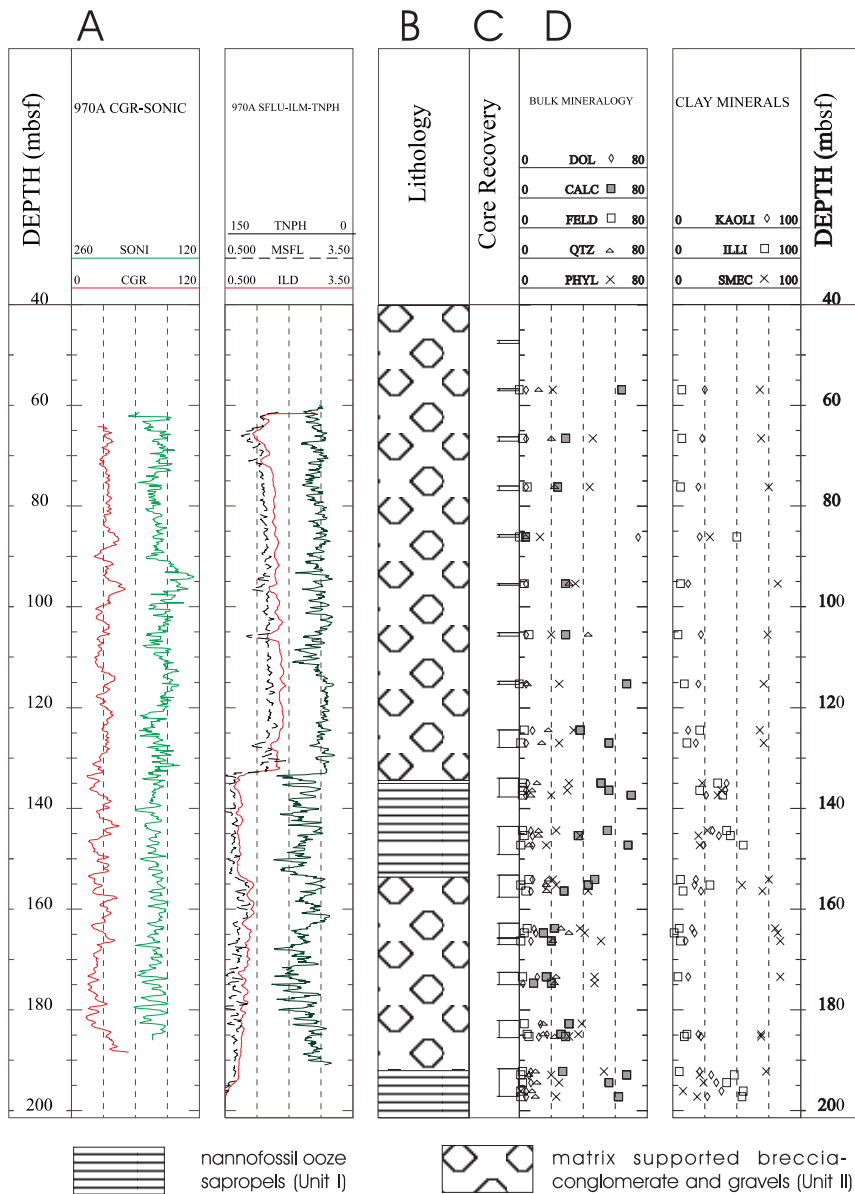 A B C D
DEPTH (mbsf)
970A CGR-SONIC
260 SONI 120
0 CGR 120
970A SFLU-ILM-TNPH
150 TNPH 0
0.500 MSFL 3.50
0.500 ILD 3.50
Lithology
Core Recovery
BULK MINERALOGY
0 DOL 80
0 CALC 80
0 FELD 80
0 QTZ 80
0 PHYL 80
CLAY MINERALS
0 KAOLI 100
0 ILLI 100
0 SMEC 100
DEPTH (mbsf)
40 40
60 60
80 80
100 100
120 120
140 140
160 160
180 180
200 200
nannofossil ooze
sapropels (Unit I)
matrix supported breccia-
conglomerate and gravels (Unit II)